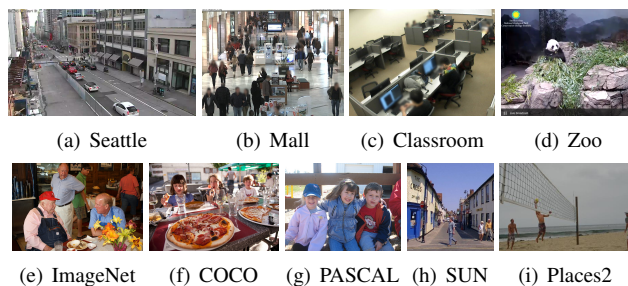 (a) Seattle
(b) Mall
(c) Classroom
(d) Zoo
(e) ImageNet
(f) COCO
(g) PASCAL
(h) SUN
(i) Places2